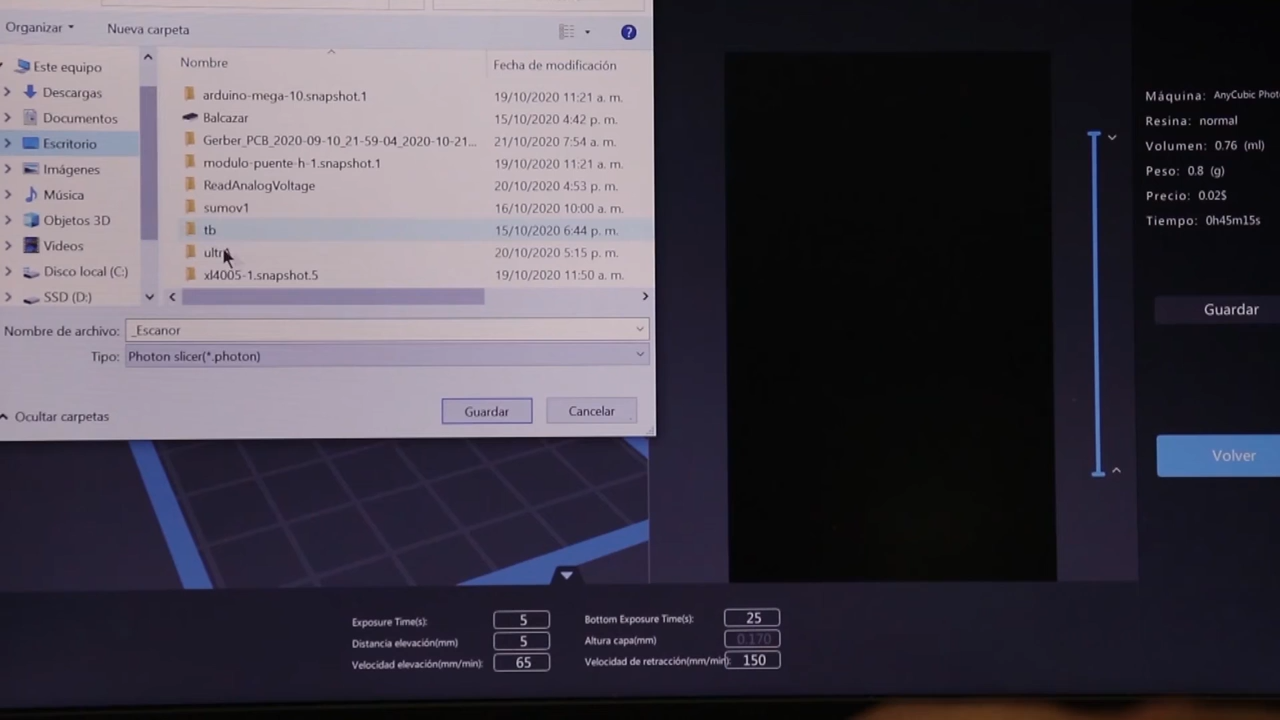 Organizar
Nueva carpeta
Nombre
Fecha de modificación
Este equipo
Descargas
Documentos
Escritorio
Imágenes
Música
Objetos 3D
Videos
Disco local (C:)
SSD (D:)
arduino-mega-10.snapshot.1 19/10/2020 11:21 a. m.
Balcazar 15/10/2020 4:42 p. m.
Gerber_PCB_2020-09-10_21-59-04_2020-10-21... 21/10/2020 7:54 a. m.
modulo-puente-h-1.snapshot.1 19/10/2020 11:21 a. m.
ReadAnalogVoltage 20/10/2020 4:53 p. m.
sumov1 16/10/2020 10:00 a. m.
tb 15/10/2020 6:44 p. m.
20/10/2020 5:15 p. m.
xl4005-1.snapshot.5 19/10/2020 11:50 a. m.
Nombre de archivo: _Escanor
Tipo: Photon slicer(*.photon)
Ocultar carpetas
Guardar
Cancelar
Máquina: AnyCubic Phot
Resina: normal
Volumen: 0.76 (ml)
Peso: 0.8 (g)
Precio: 0.02$
Tiempo: 0h45m15s
Guardar
Volver
Exposure Time(s): 5
Bottom Exposure Time(s): 25
Distancia elevación(mm) 5
Altura capa(mm) 0.170
Velocidad elevación(mm/min): 65
Velocidad de retracción(mm/min): 150